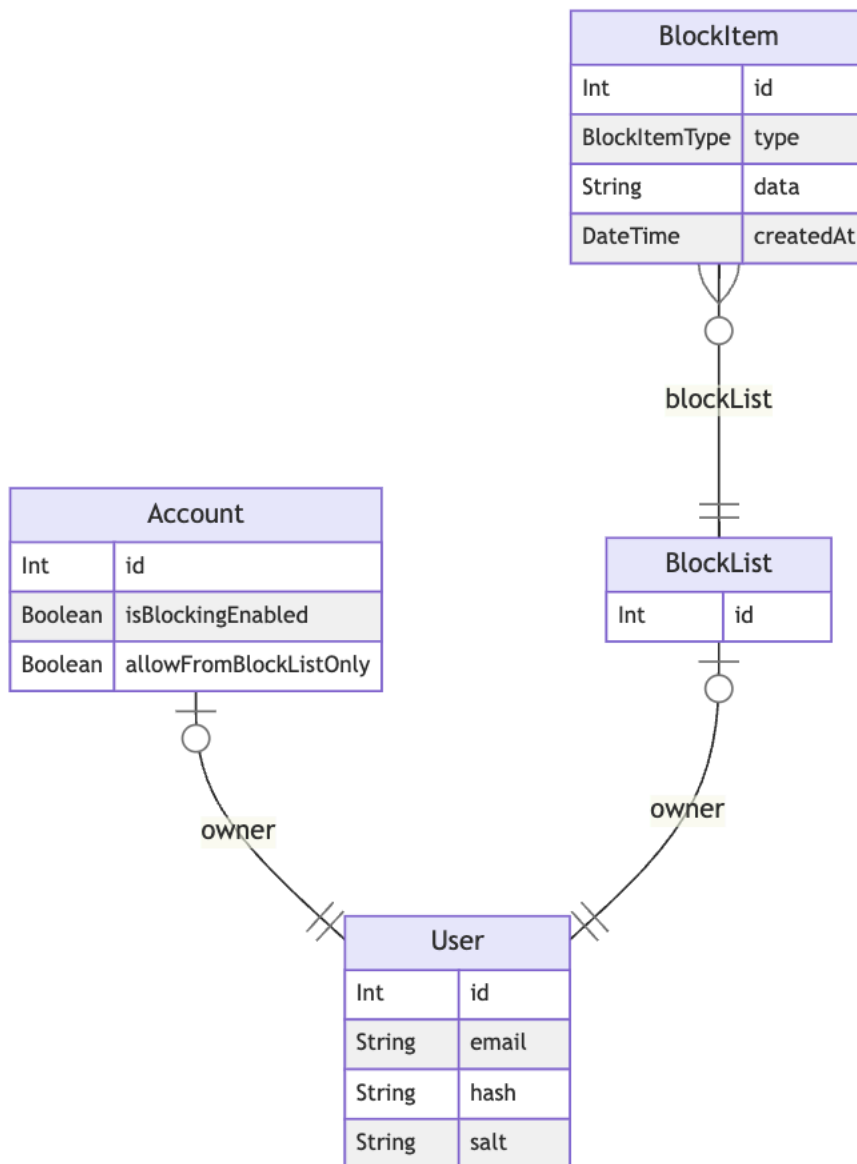 BlockItem
Int id
BlockItemType type
String data
DateTime createdAt
blockList
Account
Int id
Boolean isBlockingEnabled
Boolean allowFromBlockListOnly
BlockList
Int id
owner
owner
User
Int id
String email
String hash
String salt